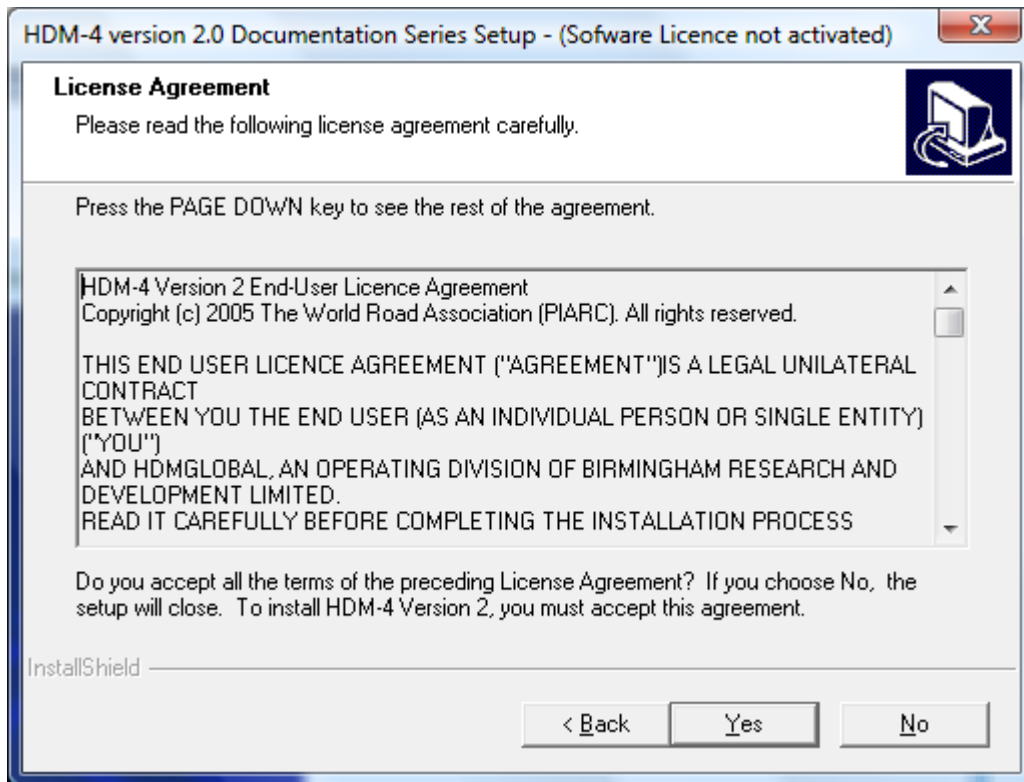 HDM-4 version 2.0 Documentation Series Setup - (Sofware Licence not activated)
License Agreement
Please read the following license agreement carefully.
Press the PAGE DOWN key to see the rest of the agreement.
HDM-4 Version 2 End-User Licence Agreement
Copyright (c) 2005 The World Road Association (PIARC). All rights reserved.
THIS END USER LICENCE AGREEMENT ("AGREEMENT")IS A LEGAL UNILATERAL
CONTRACT
BETWEEN YOU THE END USER (AS AN INDIVIDUAL PERSON OR SINGLE ENTITY)
("YOU")
AND HDMGLOBAL, AN OPERATING DIVISION OF BIRMINGHAM RESEARCH AND
DEVELOPMENT LIMITED.
READ IT CAREFULLY BEFORE COMPLETING THE INSTALLATION PROCESS
Do you accept all the terms of the preceding License Agreement?  If you choose No,  the
setup will close.  To install HDM-4 Version 2, you must accept this agreement.
InstallShield
< Back
Yes
No